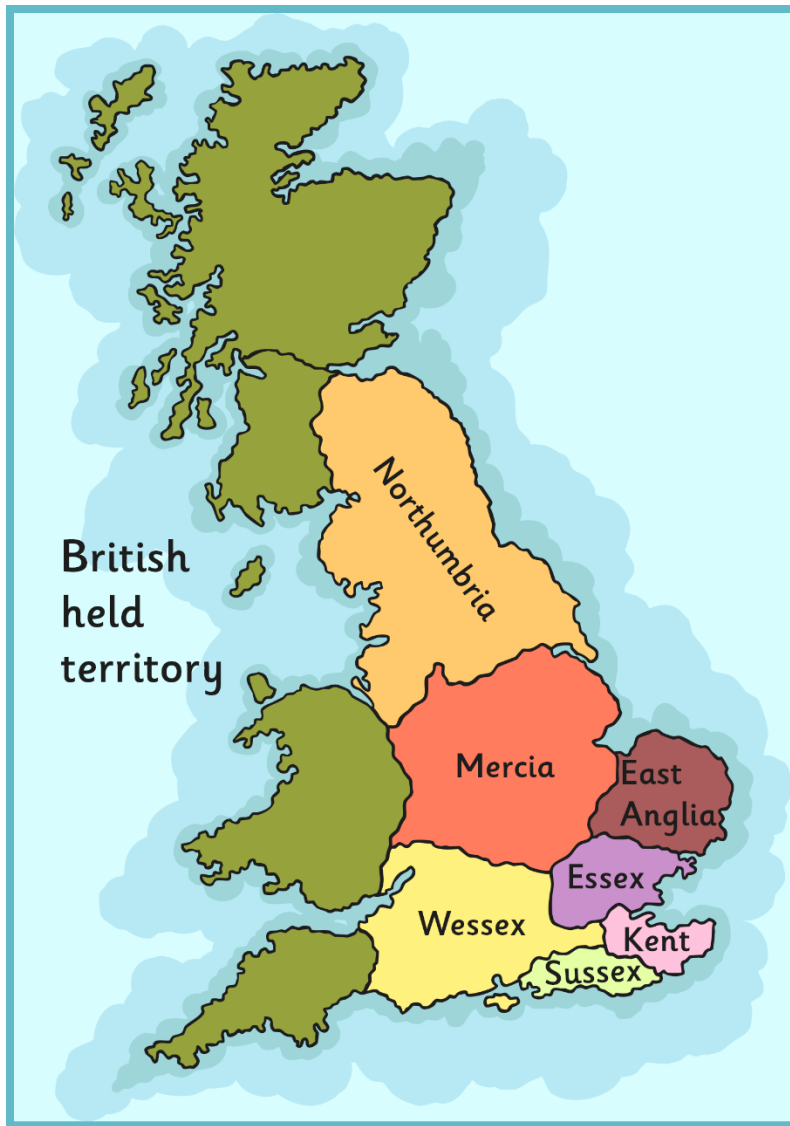 Northumbria
British
held
territory
Mercia
East
Anglia
Essex
Wessex
Kent
Sussex